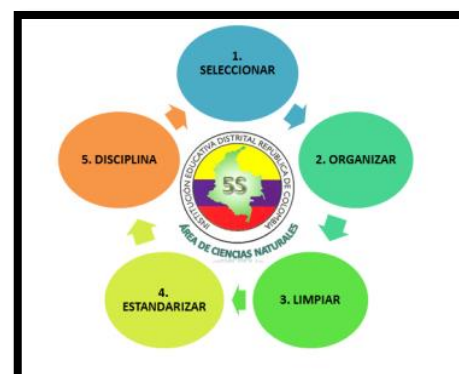 1.
SELECCIONAR
2. ORGANIZAR
3. LIMPIAR
4.
ESTANDARIZAR
5. DISCIPLINA
INSTITUCIÓN EDUCATIVA DISTRITAL REPÚBLICA DE COLOMBIA
5S
ÁREA DE CIENCIAS NATURALES